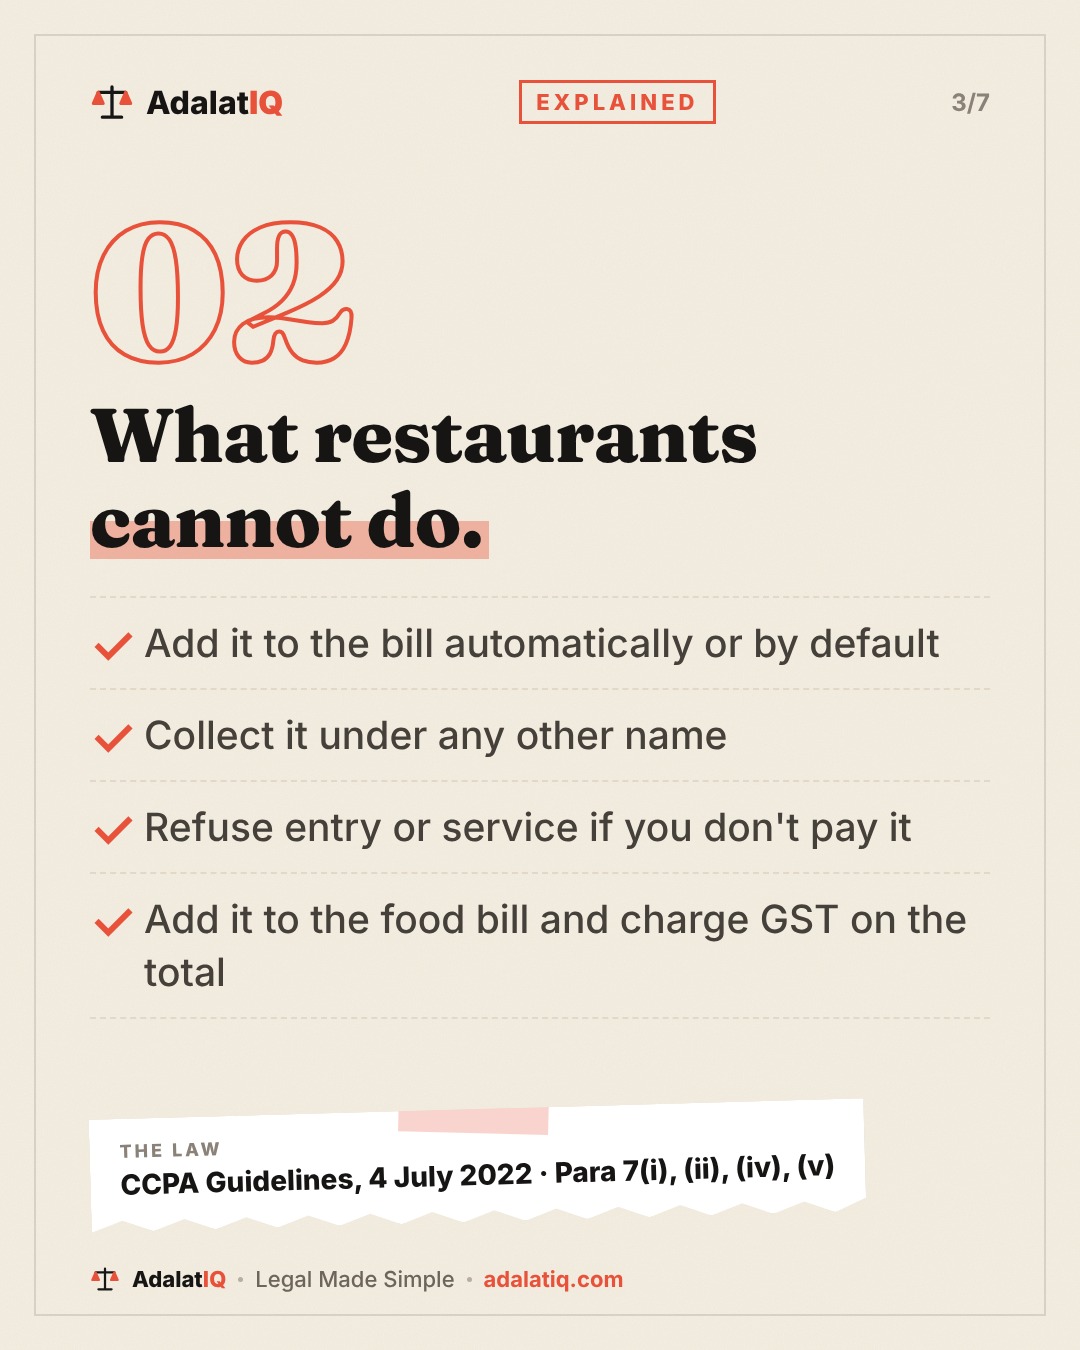 AdalatIQ
EXPLAINED
3/7
02
What restaurants
cannot do.
Add it to the bill automatically or by default
Collect it under any other name
Refuse entry or service if you don't pay it
Add it to the food bill and charge GST on the
total
THE LAW
CCPA Guidelines, 4 July 2022 · Para 7(i), (ii), (iv), (v)
AdalatIQ • Legal Made Simple • adalatiq.com